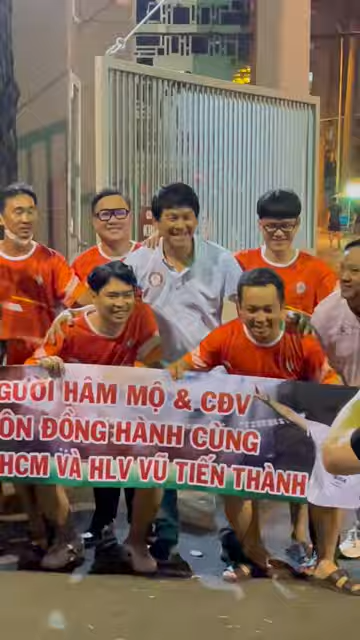 GƯỜI HÂM MỘ & CĐV
ÔN ĐỒNG HÀNH CÙNG
HCM VÀ HLV VŨ TIẾN THÀNH